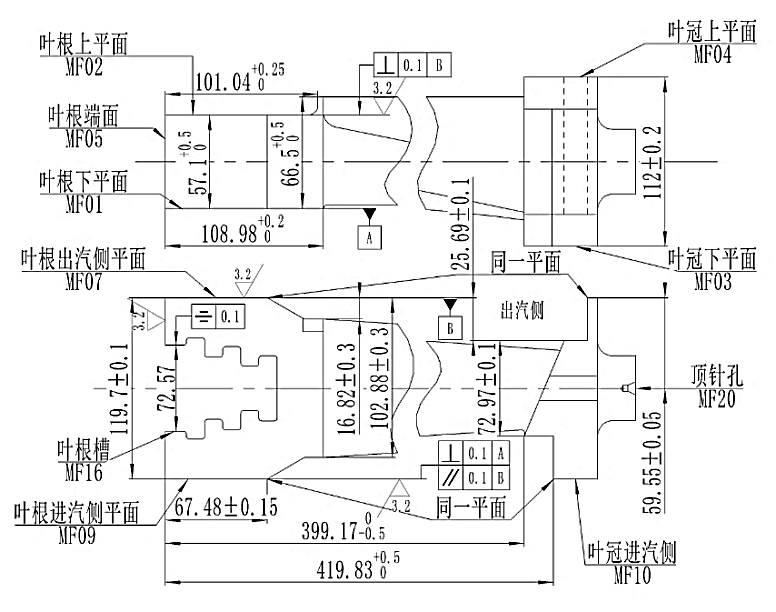 叶根上平面
MF02
101.04+0.25 0
⊥ 0.1 B
3.2
叶冠上平面
MF04
叶根端面
MF05
57.1+0.5 0
66.5+0.5 0
112±0.2
叶根下平面
MF01
108.98+0.2 0
A
25.69±0.1
叶根出汽侧平面
MF07
3.2
同一平面
叶冠下平面
MF03
3.2
⌯ 0.1
B
出汽侧
119.7±0.1
72.57
16.82±0.3
102.88±0.3
72.97±0.1
顶针孔
MF20
59.55±0.05
叶根槽
MF16
⊥ 0.1 A
// 0.1 B
叶根进汽侧平面
MF09
67.48±0.15
3.2
同一平面
399.17 0 -0.5
叶冠进汽侧
MF10
419.83+0.5 0